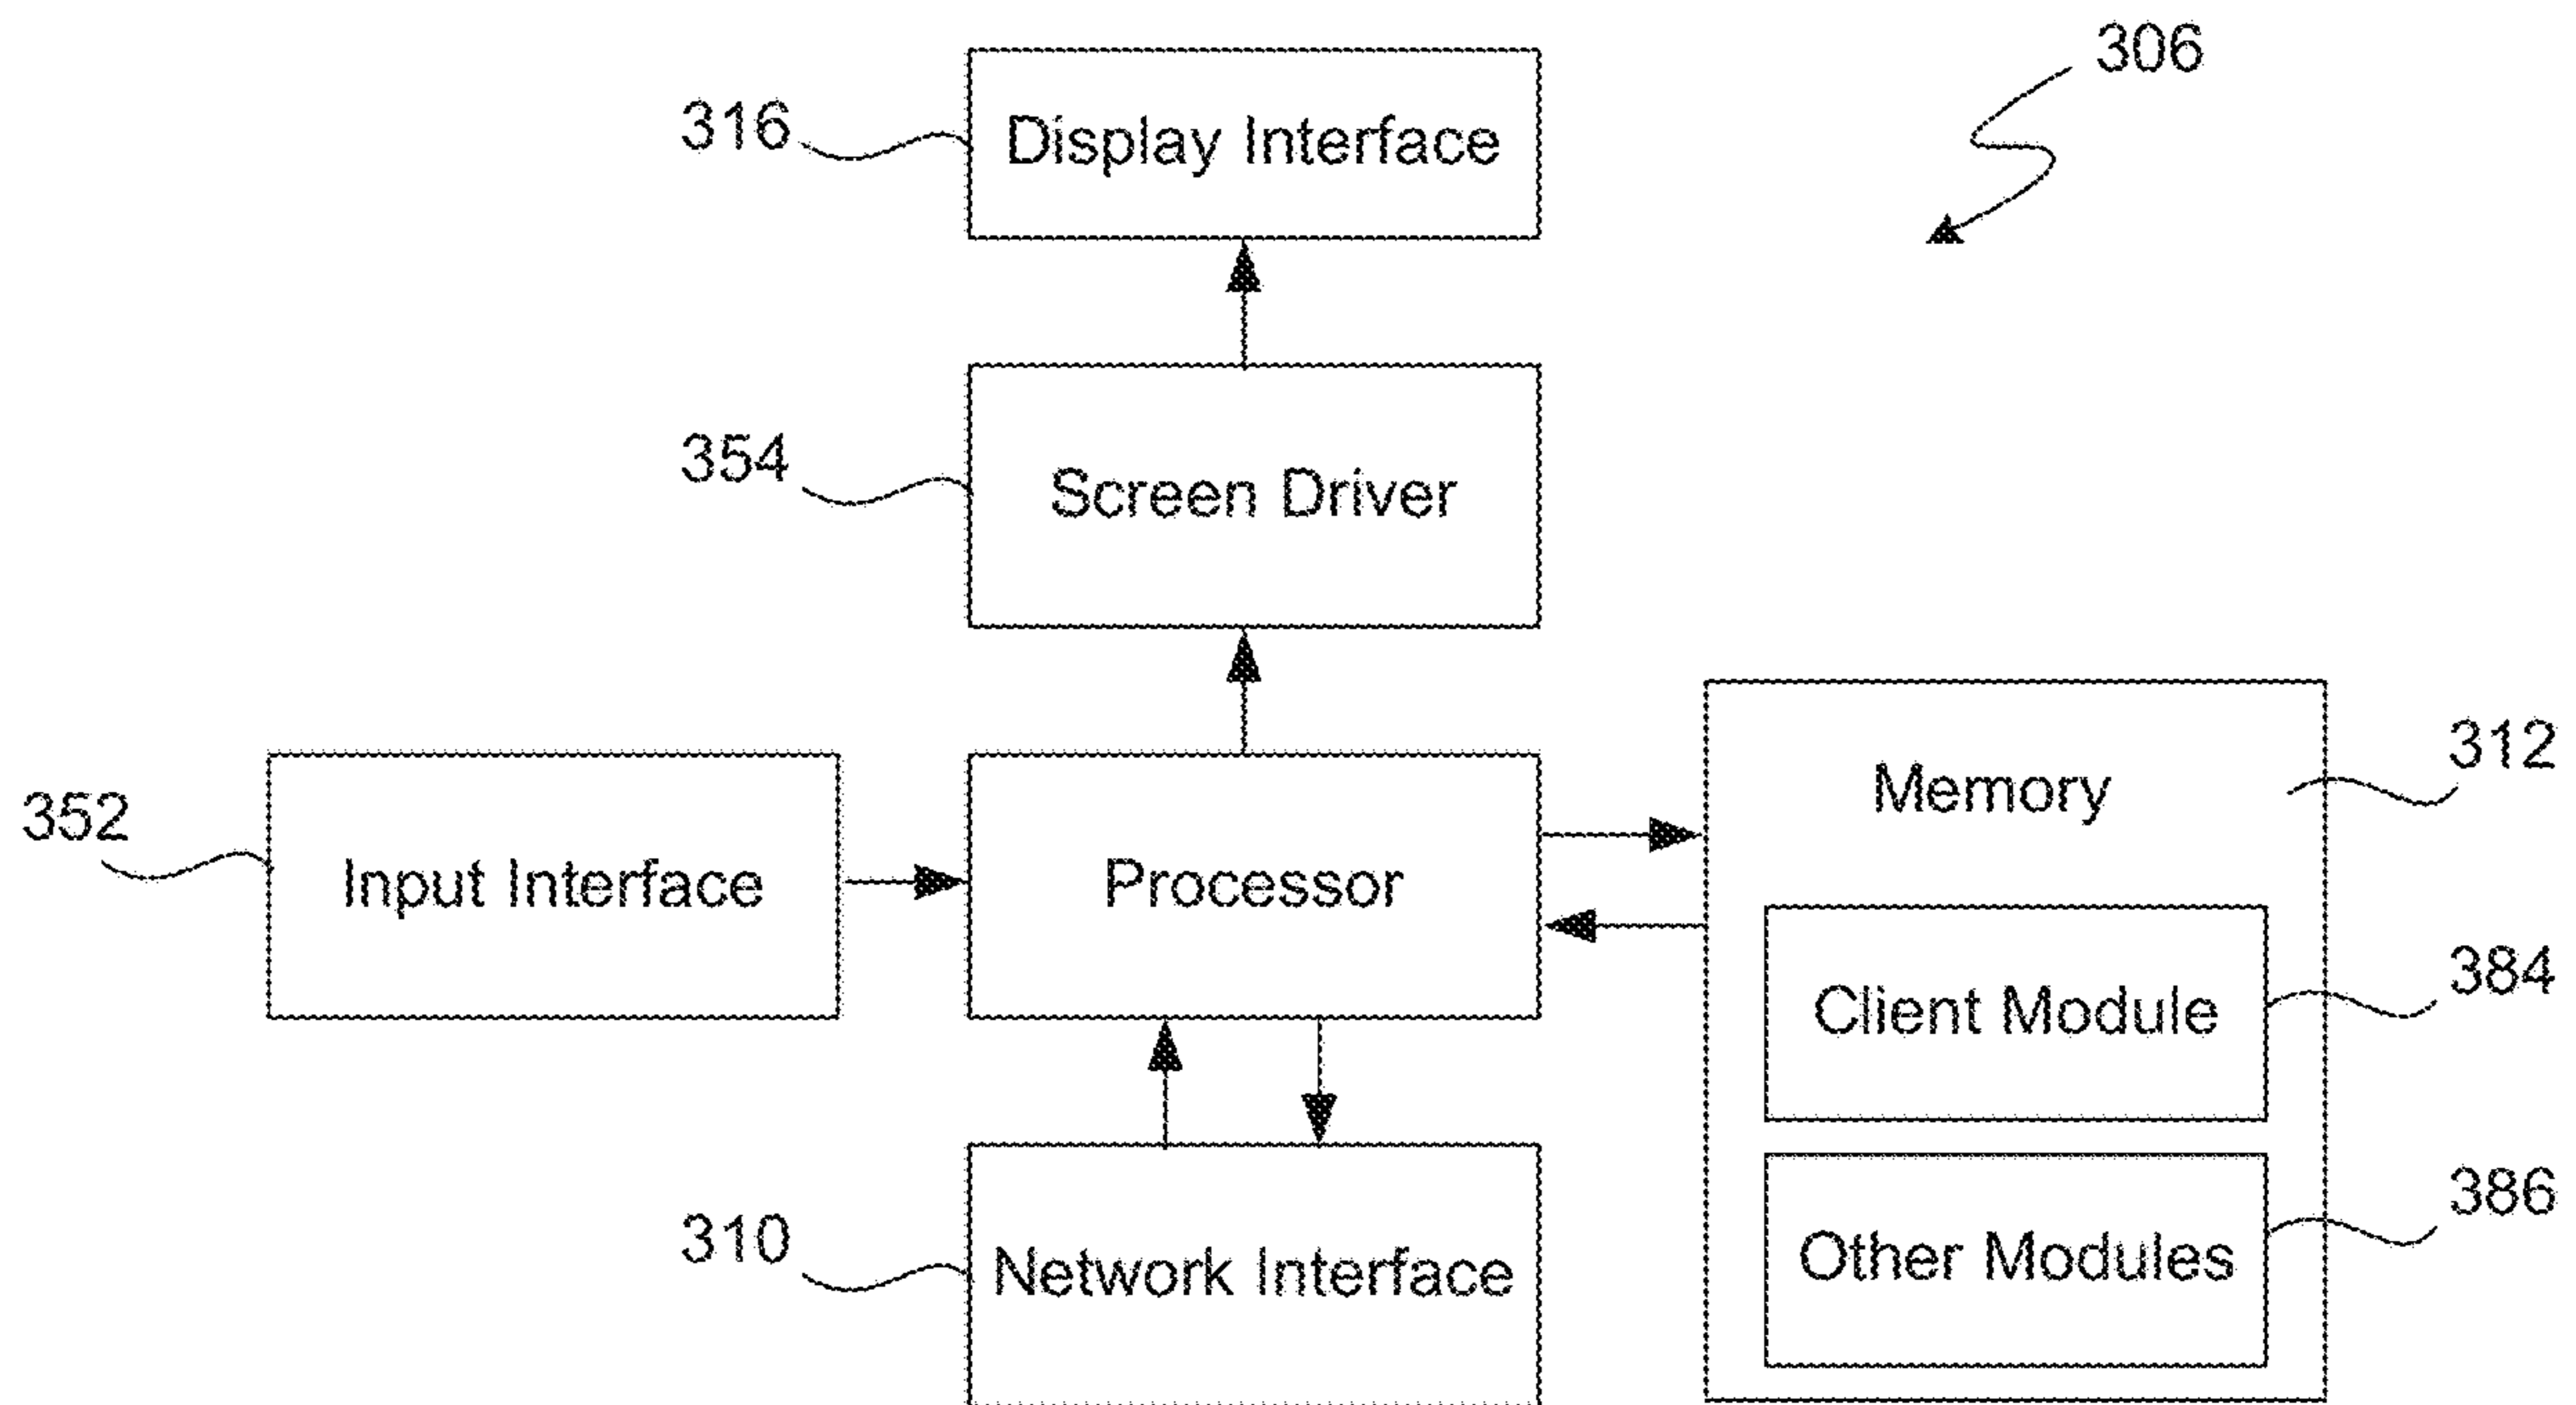 306
316
Display Interface
354
Screen Driver
352
Input Interface
Processor
Memory
312
Client Module
384
Other Modules
386
310
Network Interface